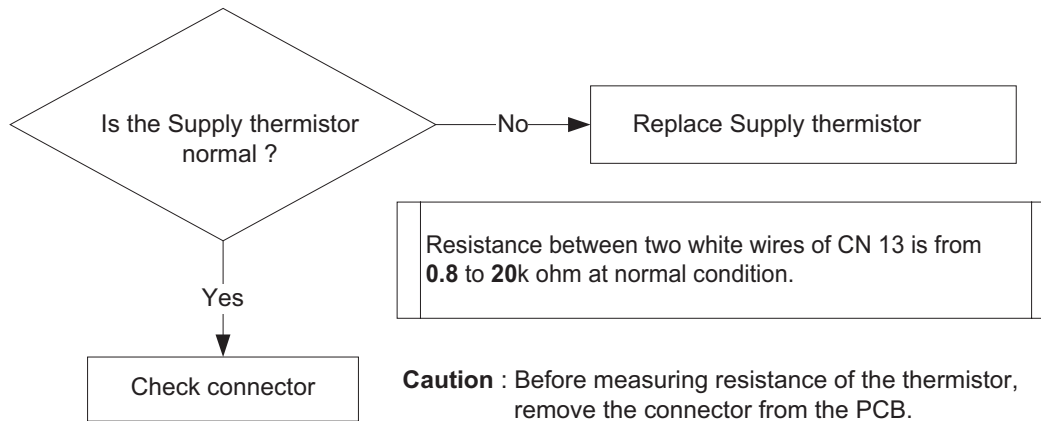 Is the Supply thermistor
normal ?
No
Replace Supply thermistor
Resistance between two white wires of CN 13 is from
0.8 to 20k ohm at normal condition.
Yes
Check connector
Caution : Before measuring resistance of the thermistor,
remove the connector from the PCB.